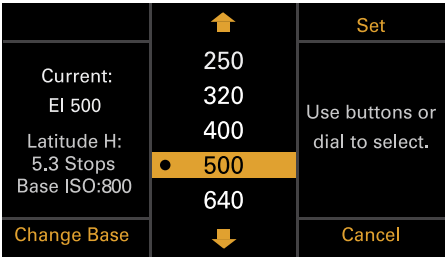 Current:
EI 500
Latitude H:
5.3 Stops
Base ISO:800
Change Base
250
320
400
500
640
Set
Use buttons or
dial to select.
Cancel